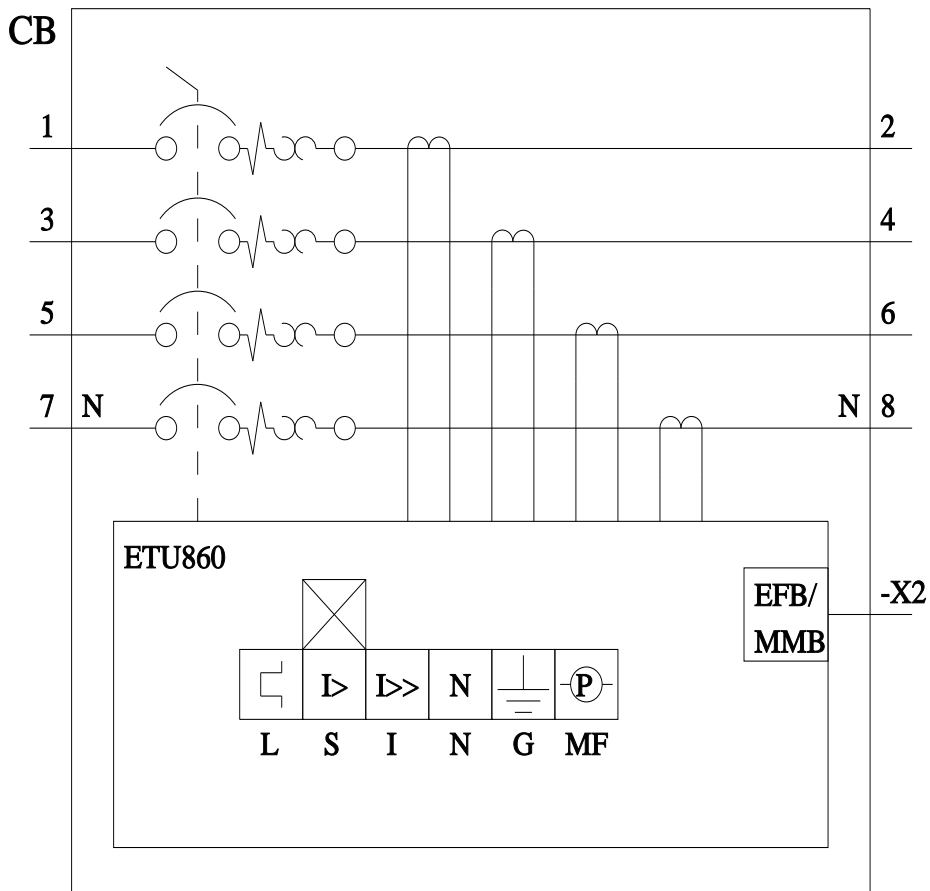 CB
1 2
3 4
5 6
7 N N 8
ETU860
EFB/ -X2
MMB
I> I>> N P
L S I N G MF